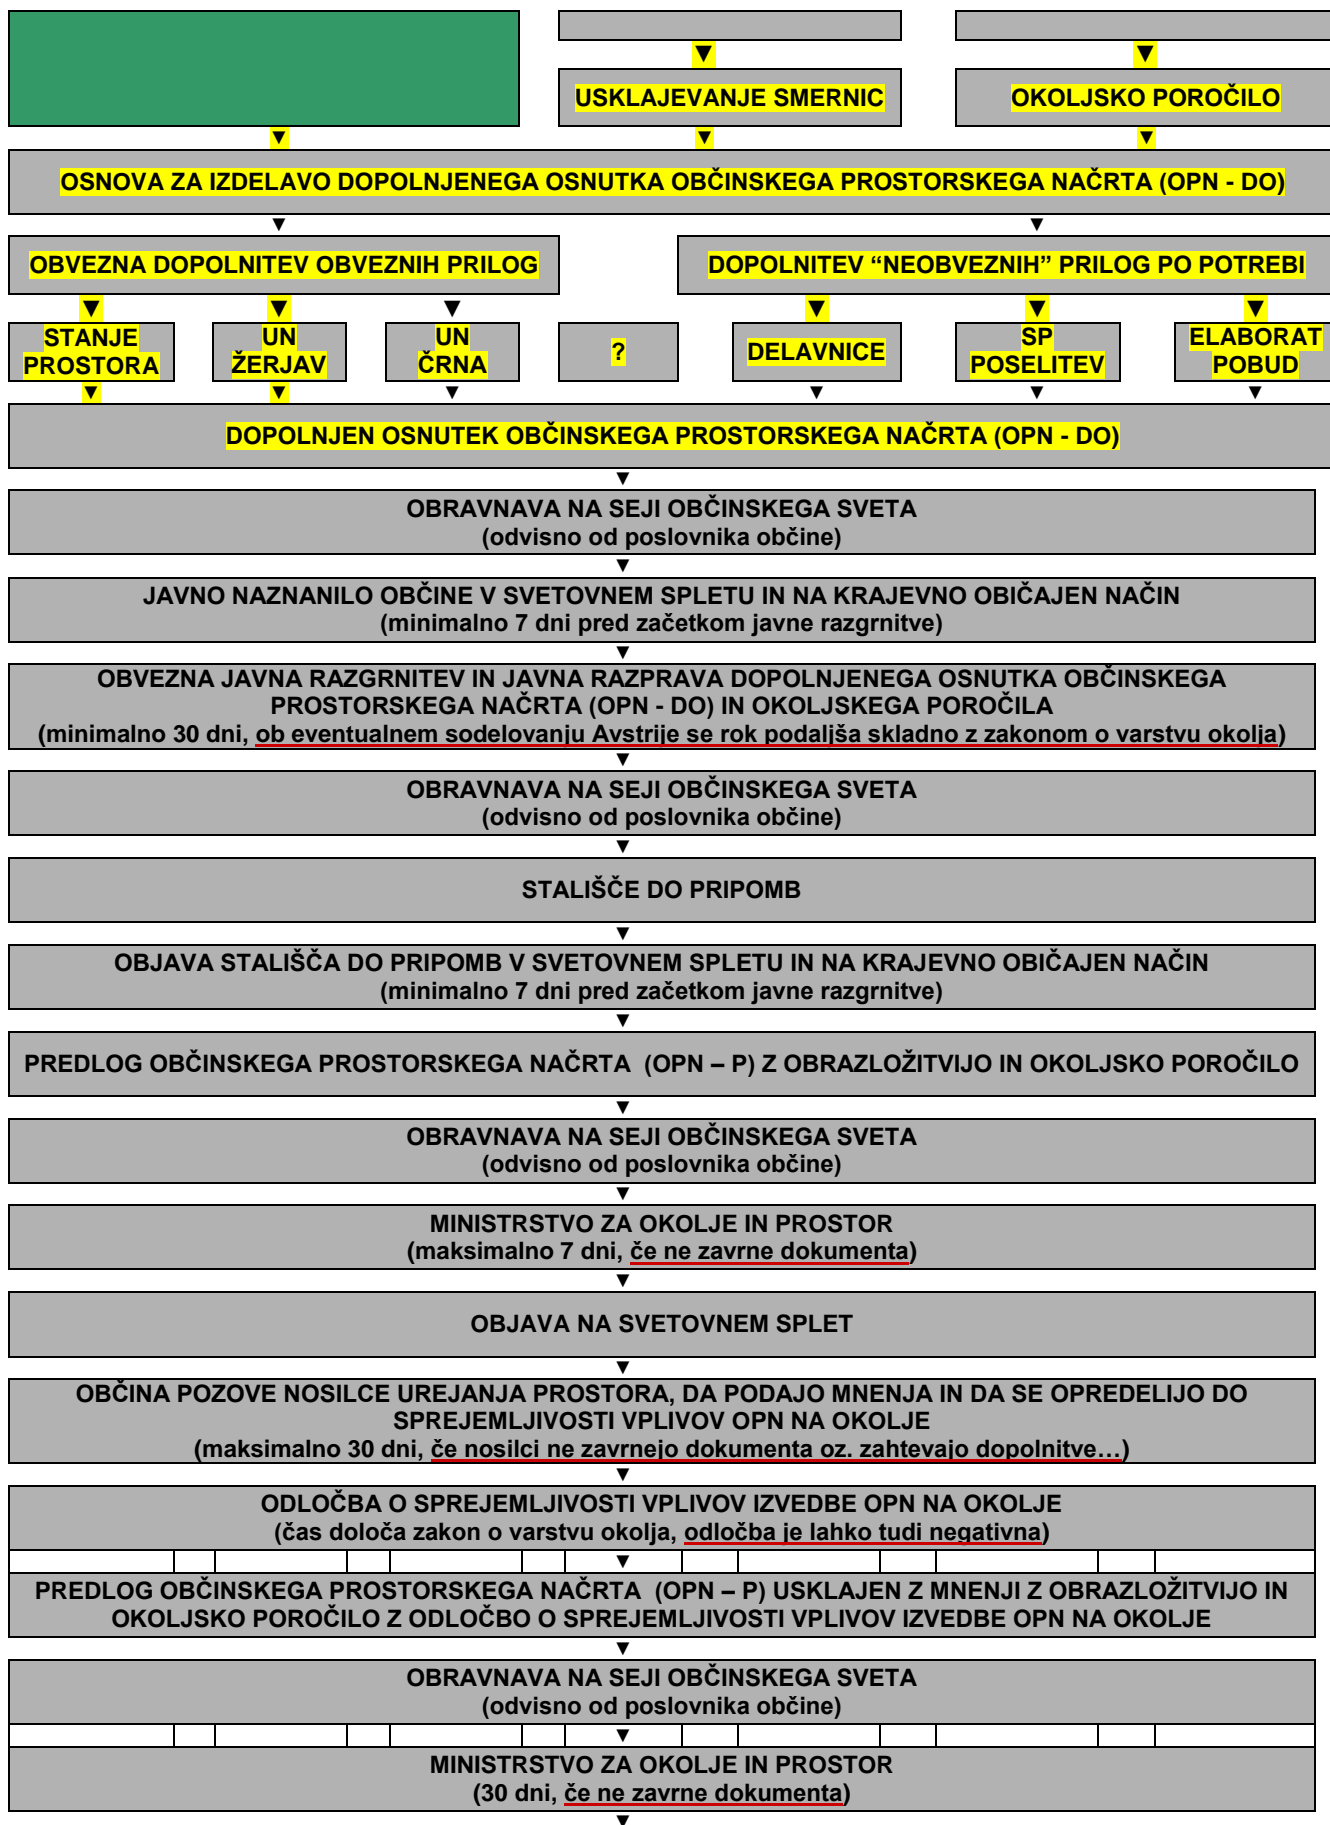 ▼ ▼
USKLAJEVANJE SMERNIC
OKOLJSKO POROČILO
▼ ▼ ▼
OSNOVA ZA IZDELAVO DOPOLNJENEGA OSNUTKA OBČINSKEGA PROSTORSKEGA NAČRTA (OPN - DO)
▼ ▼
OBVEZNA DOPOLNITEV OBVEZNIH PRILOG
DOPOLNITEV “NEOBVEZNIH” PRILOG PO POTREBI
▼ ▼ ▼ ▼ ▼ ▼
STANJE
PROSTORA
UN
ŽERJAV
UN
ČRNA
?
DELAVNICE
SP
POSELITEV
ELABORAT
POBUD
▼ ▼ ▼ ▼ ▼ ▼
DOPOLNJEN OSNUTEK OBČINSKEGA PROSTORSKEGA NAČRTA (OPN - DO)
▼
OBRAVNAVA NA SEJI OBČINSKEGA SVETA
(odvisno od poslovnika občine)
▼
JAVNO NAZNANILO OBČINE V SVETOVNEM SPLETU IN NA KRAJEVNO OBIČAJEN NAČIN
(minimalno 7 dni pred začetkom javne razgrnitve)
▼
OBVEZNA JAVNA RAZGRNITEV IN JAVNA RAZPRAVA DOPOLNJENEGA OSNUTKA OBČINSKEGA
PROSTORSKEGA NAČRTA (OPN - DO) IN OKOLJSKEGA POROČILA
(minimalno 30 dni, ob eventualnem sodelovanju Avstrije se rok podaljša skladno z zakonom o varstvu okolja)
▼
OBRAVNAVA NA SEJI OBČINSKEGA SVETA
(odvisno od poslovnika občine)
▼
STALIŠČE DO PRIPOMB
▼
OBJAVA STALIŠČA DO PRIPOMB V SVETOVNEM SPLETU IN NA KRAJEVNO OBIČAJEN NAČIN
(minimalno 7 dni pred začetkom javne razgrnitve)
▼
PREDLOG OBČINSKEGA PROSTORSKEGA NAČRTA (OPN – P) Z OBRAZLOŽITVIJO IN OKOLJSKO POROČILO
▼
OBRAVNAVA NA SEJI OBČINSKEGA SVETA
(odvisno od poslovnika občine)
▼
MINISTRSTVO ZA OKOLJE IN PROSTOR
(maksimalno 7 dni, če ne zavrne dokumenta)
▼
OBJAVA NA SVETOVNEM SPLET
▼
OBČINA POZOVE NOSILCE UREJANJA PROSTORA, DA PODAJO MNENJA IN DA SE OPREDELIJO DO
SPREJEMLJIVOSTI VPLIVOV OPN NA OKOLJE
(maksimalno 30 dni, če nosilci ne zavrnejo dokumenta oz. zahtevajo dopolnitve…)
▼
ODLOČBA O SPREJEMLJIVOSTI VPLIVOV IZVEDBE OPN NA OKOLJE
(čas določa zakon o varstvu okolja, odločba je lahko tudi negativna)
▼
PREDLOG OBČINSKEGA PROSTORSKEGA NAČRTA (OPN – P) USKLAJEN Z MNENJI Z OBRAZLOŽITVIJO IN
OKOLJSKO POROČILO Z ODLOČBO O SPREJEMLJIVOSTI VPLIVOV IZVEDBE OPN NA OKOLJE
▼
OBRAVNAVA NA SEJI OBČINSKEGA SVETA
(odvisno od poslovnika občine)
▼
MINISTRSTVO ZA OKOLJE IN PROSTOR
(30 dni, če ne zavrne dokumenta)
▼